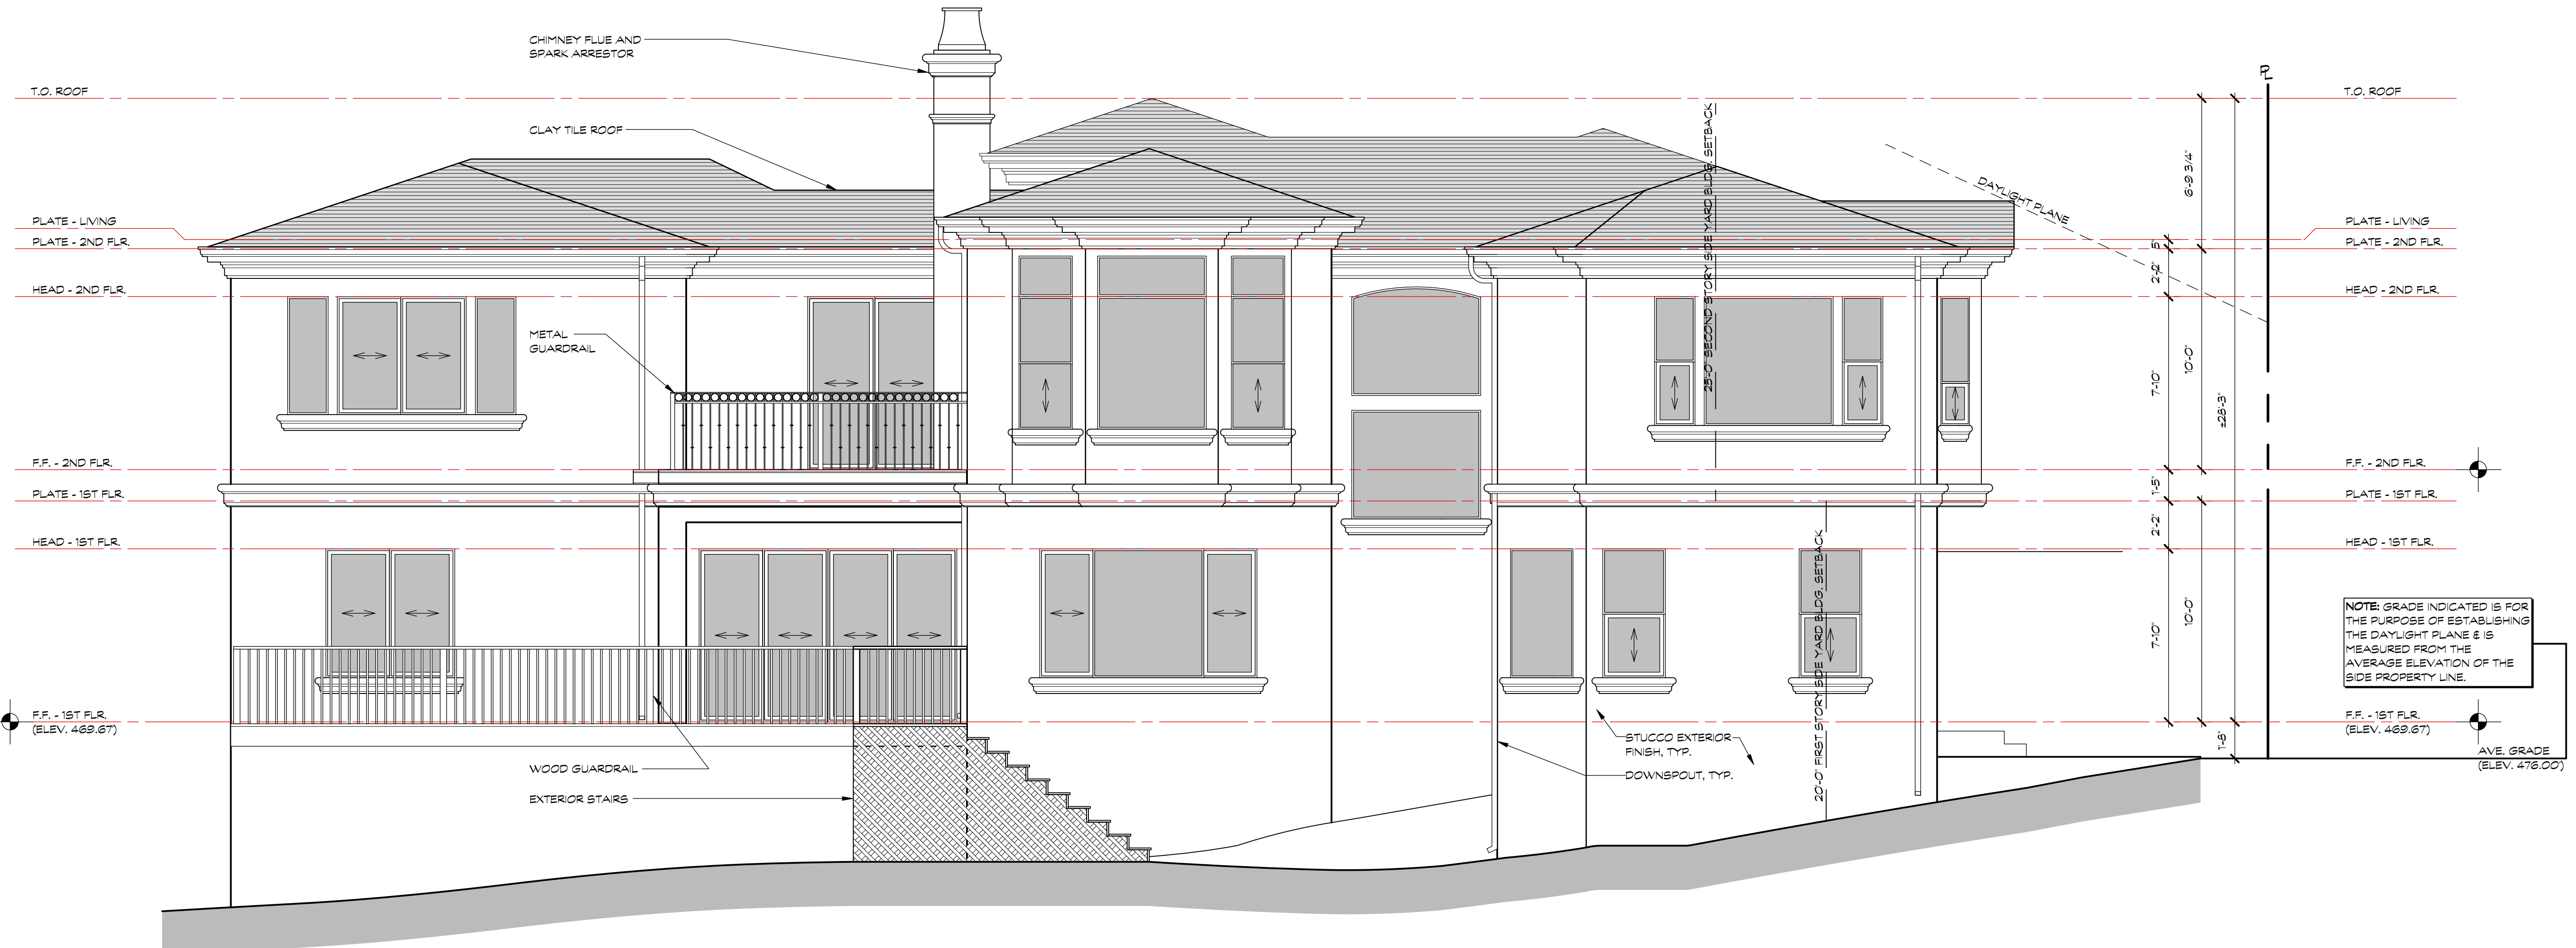 CHIMNEY FLUE AND
SPARK ARRESTOR
T.O. ROOF
CLAY TILE ROOF
PLATE - LIVING
PLATE - 2ND FLR.
HEAD - 2ND FLR.
METAL
GUARDRAIL
F.F. - 2ND FLR.
PLATE - 1ST FLR.
HEAD - 1ST FLR.
F.F. - 1ST FLR.
(ELEV. 469.67)
WOOD GUARDRAIL
EXTERIOR STAIRS
25'-0" SECOND STORY SIDE YARD BLDG. SETBACK
20'-0" FIRST STORY SIDE YARD BLDG. SETBACK
STUCCO EXTERIOR
FINISH, TYP.
DOWNSPOUT, TYP.
DAYLIGHT PLANE
PL
6'-9 3/4"
5"
2'-2"
7'-10"
10'-0"
±28'-3"
1'-5"
2'-2"
7'-10"
10'-0"
1'-8"
T.O. ROOF
PLATE - LIVING
PLATE - 2ND FLR.
HEAD - 2ND FLR.
F.F. - 2ND FLR.
PLATE - 1ST FLR.
HEAD - 1ST FLR.
NOTE: GRADE INDICATED IS FOR
THE PURPOSE OF ESTABLISHING
THE DAYLIGHT PLANE & IS
MEASURED FROM THE
AVERAGE ELEVATION OF THE
SIDE PROPERTY LINE.
F.F. - 1ST FLR.
(ELEV. 469.67)
AVE. GRADE
(ELEV. 476.00')